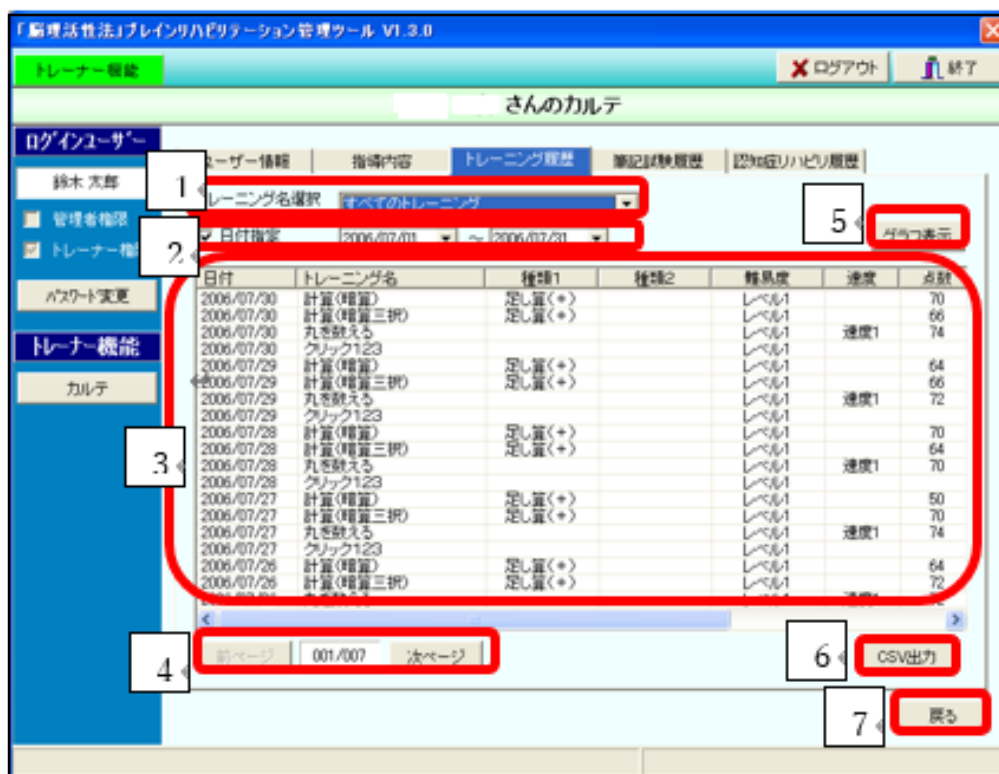 「脳理活性法」ブレインリハビリテーション管理ツール V1.3.0
トレーナー機能
ログアウト
終了
さんのカルテ
ログインユーザー
鈴木 太郎
管理者権限
トレーナー権限
パスワード変更
トレーナー機能
カルテ
ユーザー情報 指導内容 トレーニング履歴 筆記試験履歴 認知症リハビリ履歴
1
トレーニング名選択 すべてのトレーニング
2
日付指定 2006/07/01 ~ 2006/07/31
5
グラフ表示
3
日付 トレーニング名 種類1 種類2 難易度 速度 点数
2006/07/30 計算(暗算) 足し算(+) レベル1 70
2006/07/30 計算(暗算三択) 足し算(+) レベル1 66
2006/07/30 丸を数える レベル1 速度1 74
2006/07/30 クリック123 レベル1
2006/07/29 計算(暗算) 足し算(+) レベル1 64
2006/07/29 計算(暗算三択) 足し算(+) レベル1 66
2006/07/29 丸を数える レベル1 速度1 72
2006/07/29 クリック123 レベル1
2006/07/28 計算(暗算) 足し算(+) レベル1 70
2006/07/28 計算(暗算三択) 足し算(+) レベル1 64
2006/07/28 丸を数える レベル1 速度1 70
2006/07/28 クリック123 レベル1
2006/07/27 計算(暗算) 足し算(+) レベル1 50
2006/07/27 計算(暗算三択) 足し算(+) レベル1 70
2006/07/27 丸を数える レベル1 速度1 74
2006/07/27 クリック123 レベル1
2006/07/26 計算(暗算) 足し算(+) レベル1 64
2006/07/26 計算(暗算三択) 足し算(+) レベル1 72
4
前ページ 001/007 次ページ
6
CSV出力
7
戻る